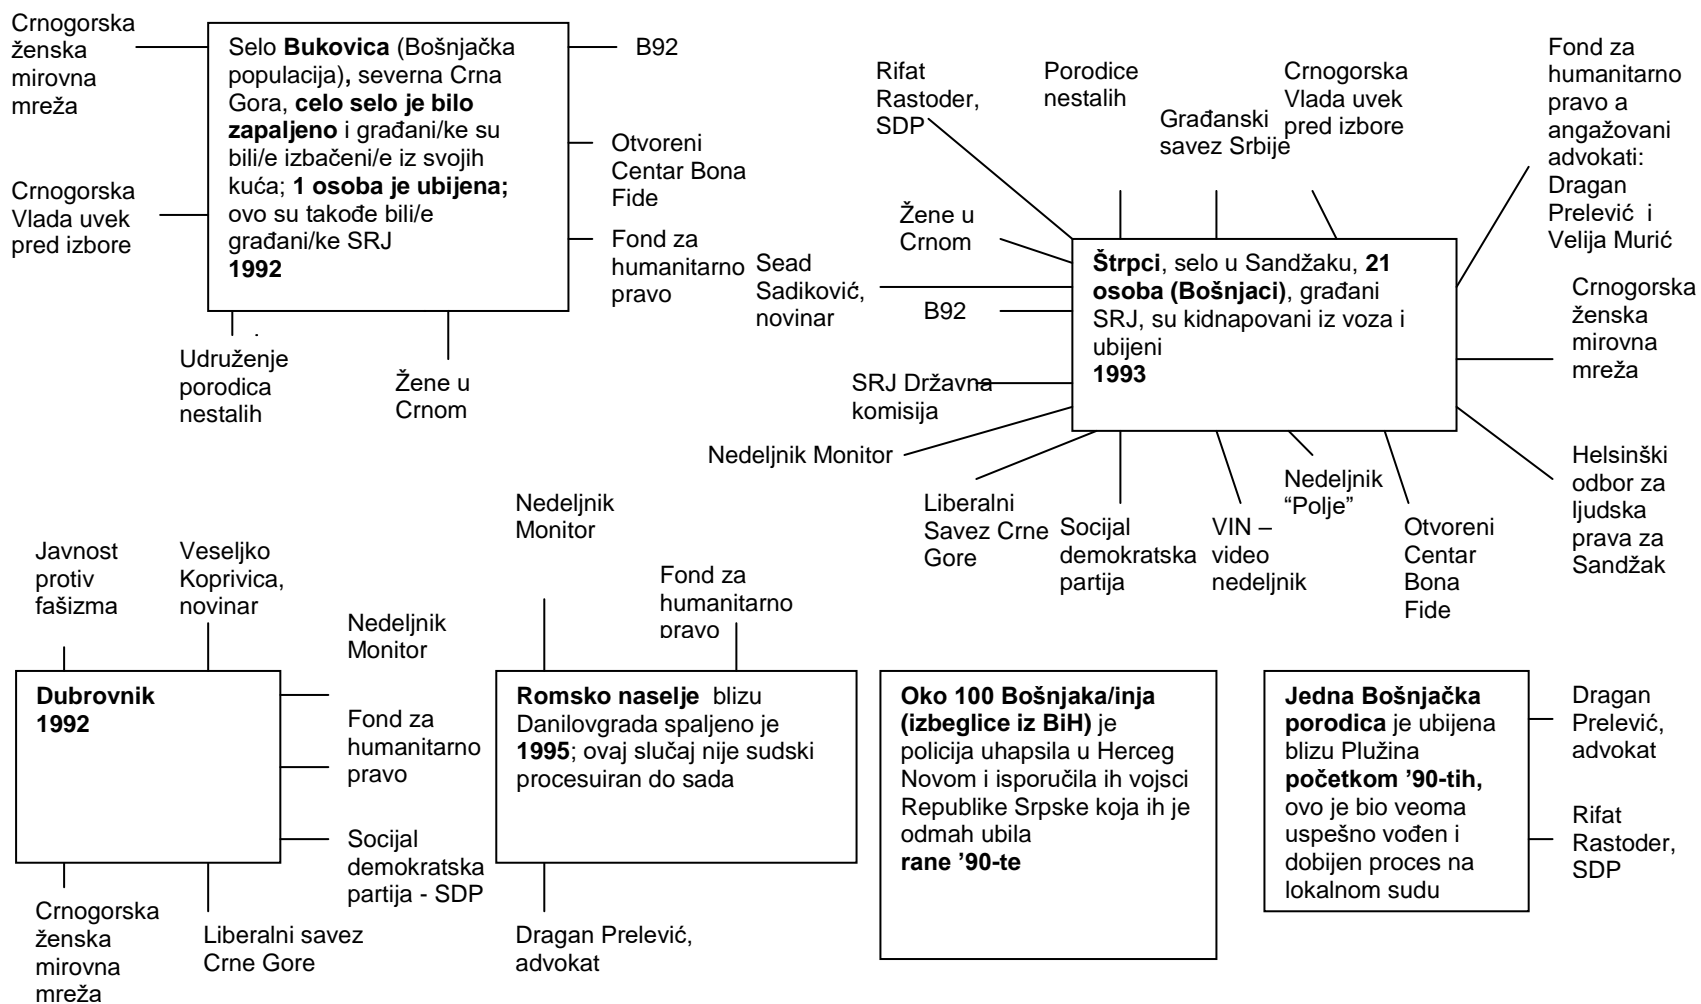 Crnogorska
ženska
mirovna
mreža
Crnogorska
Vlada uvek
pred izbore
Selo Bukovica (Bošnjačka
populacija), severna Crna
Gora, celo selo je bilo
zapaljeno i građani/ke su
bili/e izbačeni/e iz svojih
kuća; 1 osoba je ubijena;
ovo su takođe bili/e
građani/ke SRJ
1992
B92
Otvoreni
Centar Bona
Fide
Fond za
humanitarno
pravo
Udruženje
porodica
nestalih
Žene u
Crnom
Rifat
Rastoder,
SDP
Porodice
nestalih
Građanski
savez Srbije
Crnogorska
Vlada uvek
pred izbore
Fond za
humanitarno
pravo a
angažovani
advokati:
Dragan
Prelević i
Velija Murić
Žene u
Crnom
Sead
Sadiković,
novinar
B92
SRJ Državna
komisija
Nedeljnik Monitor
Štrpci, selo u Sandžaku, 21
osoba (Bošnjaci), građani
SRJ, su kidnapovani iz voza i
ubijeni
1993
Crnogorska
ženska
mirovna
mreža
Helsinški
odbor za
ljudska
prava za
Sandžak
Liberalni
Savez Crne
Gore
Socijal
demokratska
partija
VIN –
video
nedeljnik
Nedeljnik
“Polje”
Otvoreni
Centar
Bona
Fide
Javnost
protiv
fašizma
Veseljko
Koprivica,
novinar
Nedeljnik
Monitor
Dubrovnik
1992
Fond za
humanitarno
pravo
Socijal
demokratska
partija - SDP
Crnogorska
ženska
mirovna
mreža
Liberalni savez
Crne Gore
Nedeljnik
Monitor
Fond za
humanitarno
pravo
Romsko naselje blizu
Danilovgrada spaljeno je
1995; ovaj slučaj nije sudski
procesuiran do sada
Dragan Prelević,
advokat
Oko 100 Bošnjaka/inja
(izbeglice iz BiH) je
policija uhapsila u Herceg
Novom i isporučila ih vojsci
Republike Srpske koja ih je
odmah ubila
rane ’90-te
Jedna Bošnjačka
porodica je ubijena
blizu Plužina
početkom ’90-tih,
ovo je bio veoma
uspešno vođen i
dobijen proces na
lokalnom sudu
Dragan
Prelević,
advokat
Rifat
Rastoder,
SDP